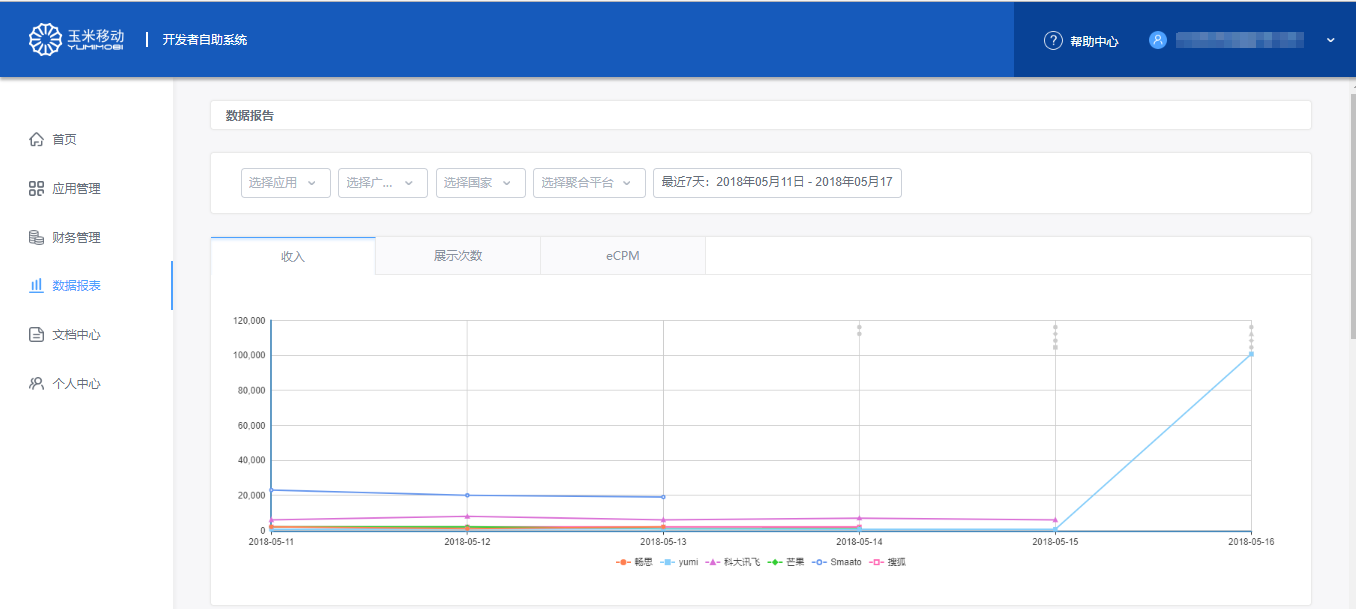 玉米移动
YUMIMOBI
开发者自助系统
帮助中心
首页
应用管理
财务管理
数据报表
文档中心
个人中心
数据报告
选择应用 选择广... 选择国家 选择聚合平台 最近7天：2018年05月11日 - 2018年05月17
收入 展示次数 eCPM
120,000
100,000
80,000
60,000
40,000
20,000
0
2018-05-11 2018-05-12 2018-05-13 2018-05-14 2018-05-15 2018-05-16
畅思 yumi 科大讯飞 芒果 Smaato 搜狐